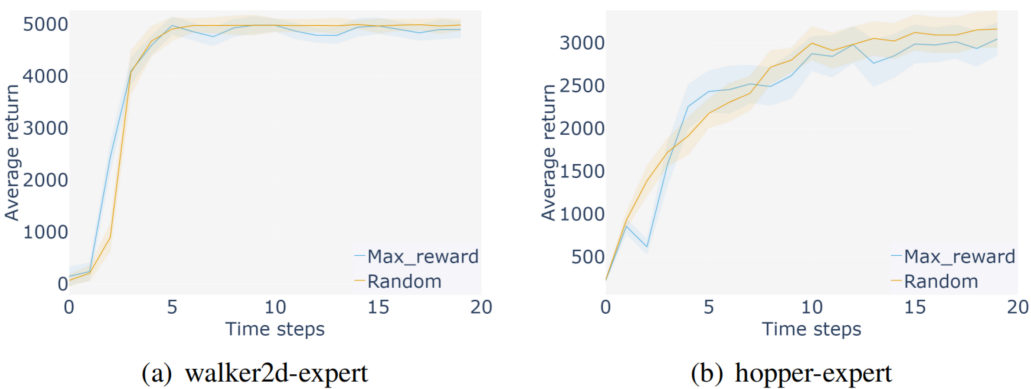 5000
4000
3000
2000
1000
0
Average return
0 5 10 15 20
Time steps
Max_reward
Random
(a) walker2d-expert
3000
2500
2000
1500
1000
500
Average return
0 5 10 15 20
Time steps
Max_reward
Random
(b) hopper-expert